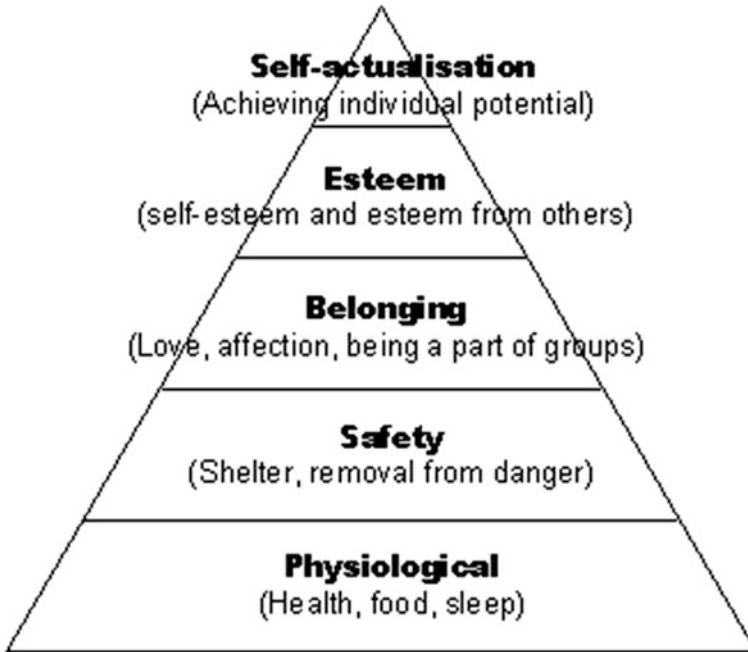 Self-actualisation
(Achieving individual potential)
Esteem
(self-esteem and esteem from others)
Belonging
(Love, affection, being a part of groups)
Safety
(Shelter, removal from danger)
Physiological
(Health, food, sleep)